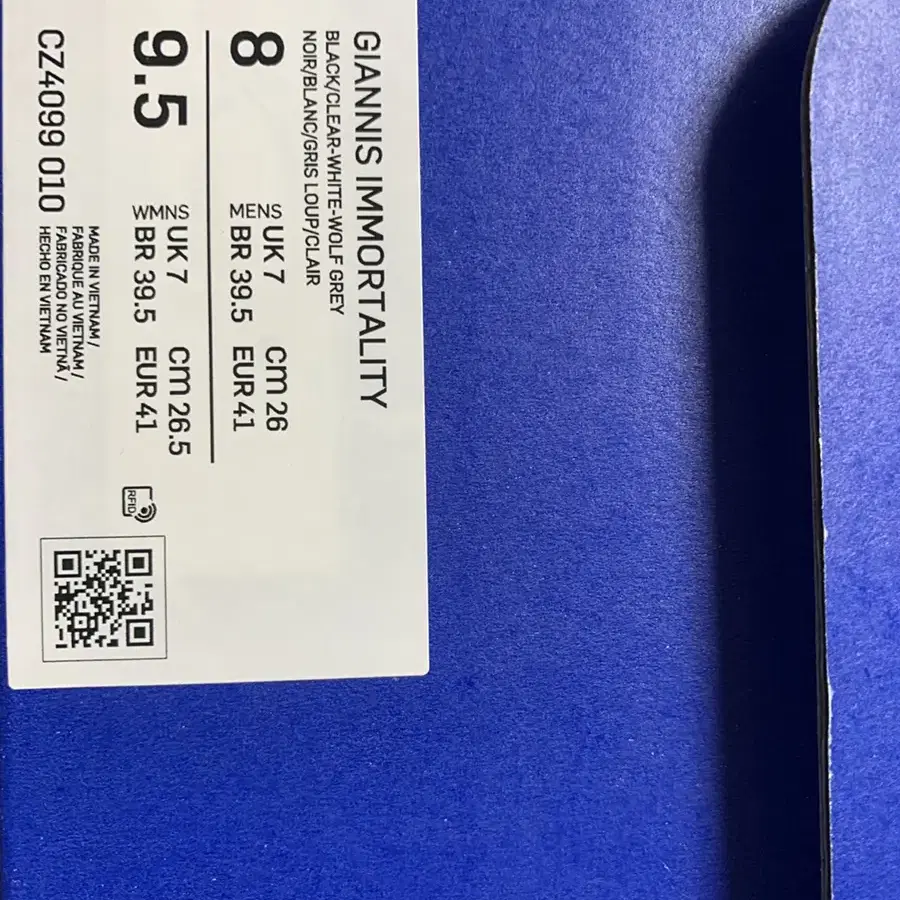 GIANNIS IMMORTALITY
BLACK/CLEAR-WHITE-WOLF GREY
NOIR/BLANC/GRIS LOUP/CLAIR
8
MENS
UK 7 cm 26
BR 39.5 EUR 41
9.5
WMNS
UK 7 cm 26.5
BR 39.5 EUR 41
CZ4099 010
MADE IN VIETNAM /
FABRIQUE AU VIETNAM /
FABRICADO NO VIETNÃ /
HECHO EN VIETNAM
RFID